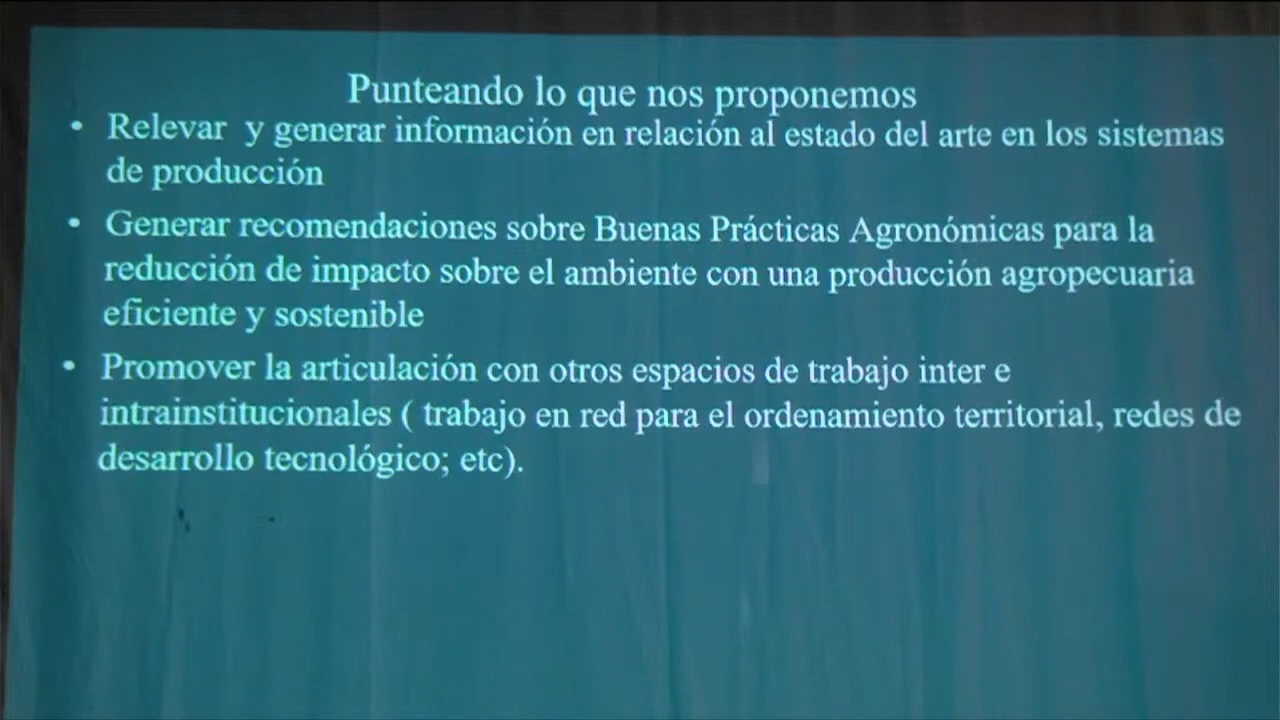 Punteando lo que nos proponemos
• Relevar y generar información en relación al estado del arte en los sistemas
de producción
• Generar recomendaciones sobre Buenas Prácticas Agronómicas para la
reducción de impacto sobre el ambiente con una producción agropecuaria
eficiente y sostenible
• Promover la articulación con otros espacios de trabajo inter e
intrainstitucionales ( trabajo en red para el ordenamiento territorial, redes de
desarrollo tecnológico; etc).